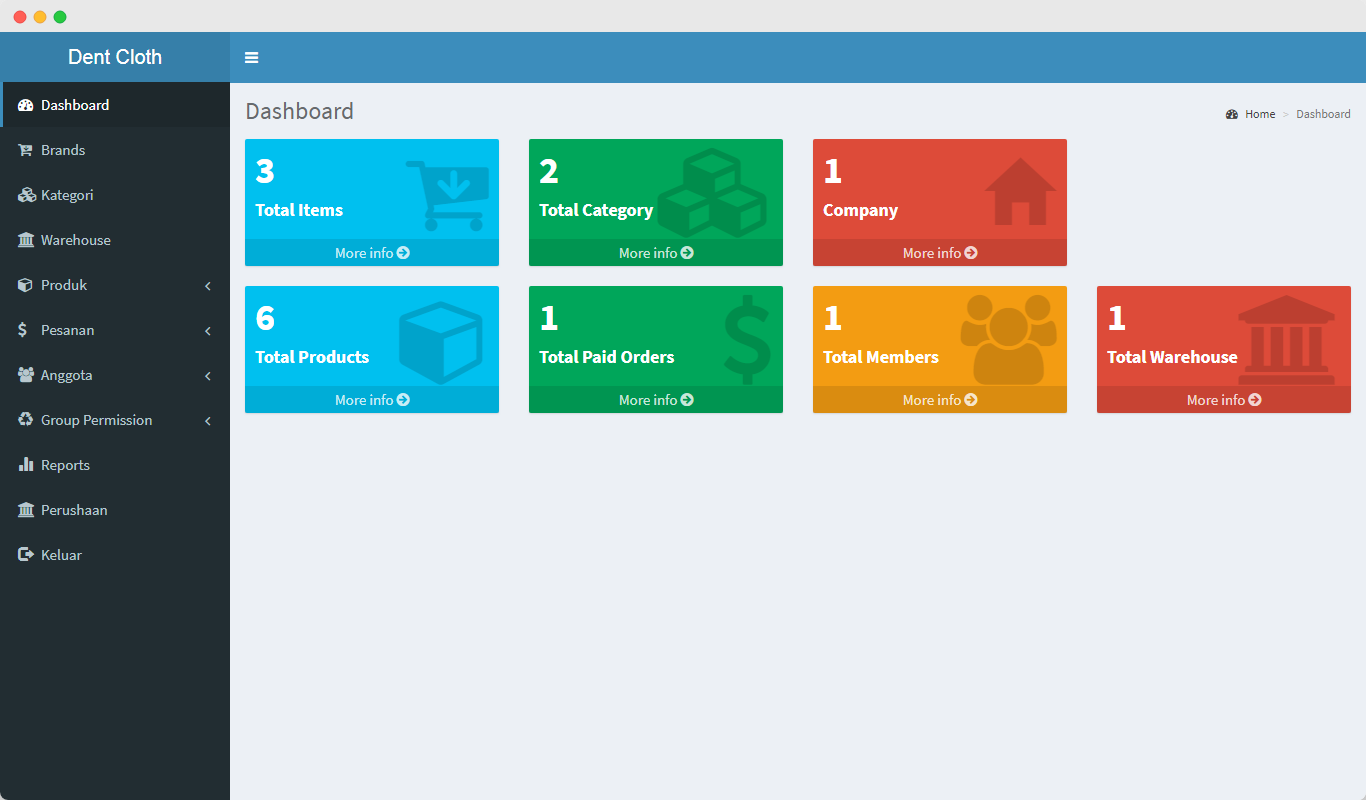 Dent Cloth
Dashboard
Brands
Kategori
Warehouse
Produk
Pesanan
Anggota
Group Permission
Reports
Perushaan
Keluar
Dashboard
Home > Dashboard
3
Total Items
More info
2
Total Category
More info
1
Company
More info
6
Total Products
More info
1
Total Paid Orders
More info
1
Total Members
More info
1
Total Warehouse
More info